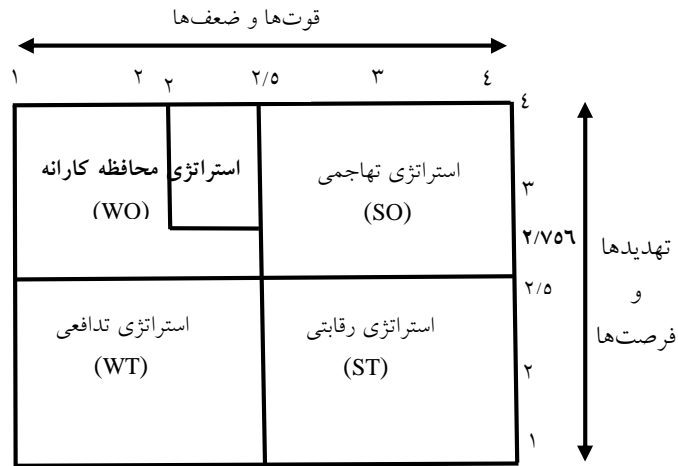 قوت‌ها و ضعف‌ها
۱ ۲ ۲ ۲/۵ ۳ ٤
٤
استراتژی محافظه کارانه
(WO)
استراتژی تهاجمی
(SO)
۳
۲/۷۵٦
۲/۵
تهدیدها
و
فرصت‌ها
استراتژی تدافعی
(WT)
استراتژی رقابتی
(ST)
۲
۱